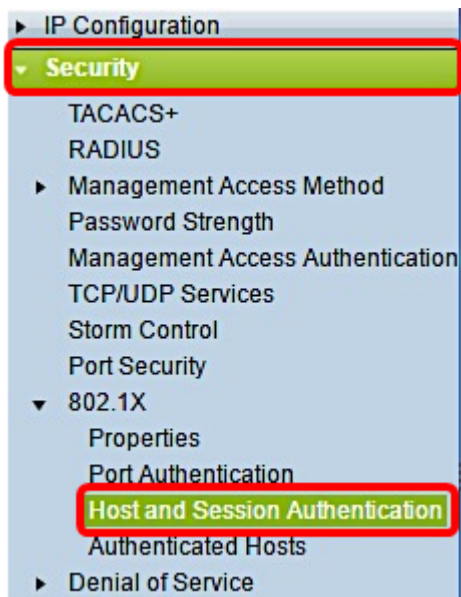 IP Configuration
Security
TACACS+
RADIUS
Management Access Method
Password Strength
Management Access Authentication
TCP/UDP Services
Storm Control
Port Security
802.1X
Properties
Port Authentication
Host and Session Authentication
Authenticated Hosts
Denial of Service